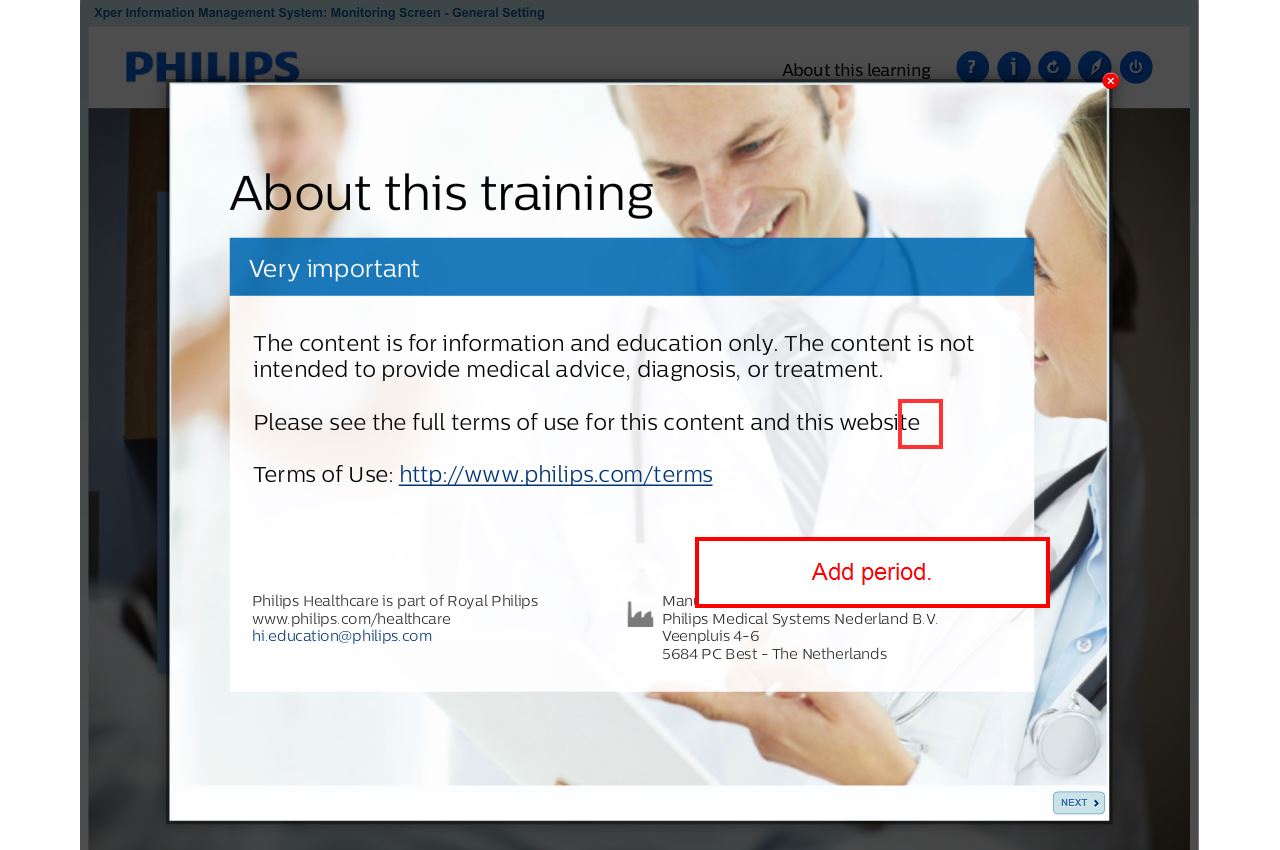 Xper Information Management System: Monitoring Screen - General Setting
PHILIPS
About this learning
?
i
About this training
Very important
The content is for information and education only. The content is not
intended to provide medical advice, diagnosis, or treatment.
Please see the full terms of use for this content and this website
Terms of Use: http://www.philips.com/terms
Add period.
Philips Healthcare is part of Royal Philips
www.philips.com/healthcare
hi.education@philips.com
Philips Medical Systems Nederland B.V.
Veenpluis 4-6
5684 PC Best - The Netherlands
NEXT